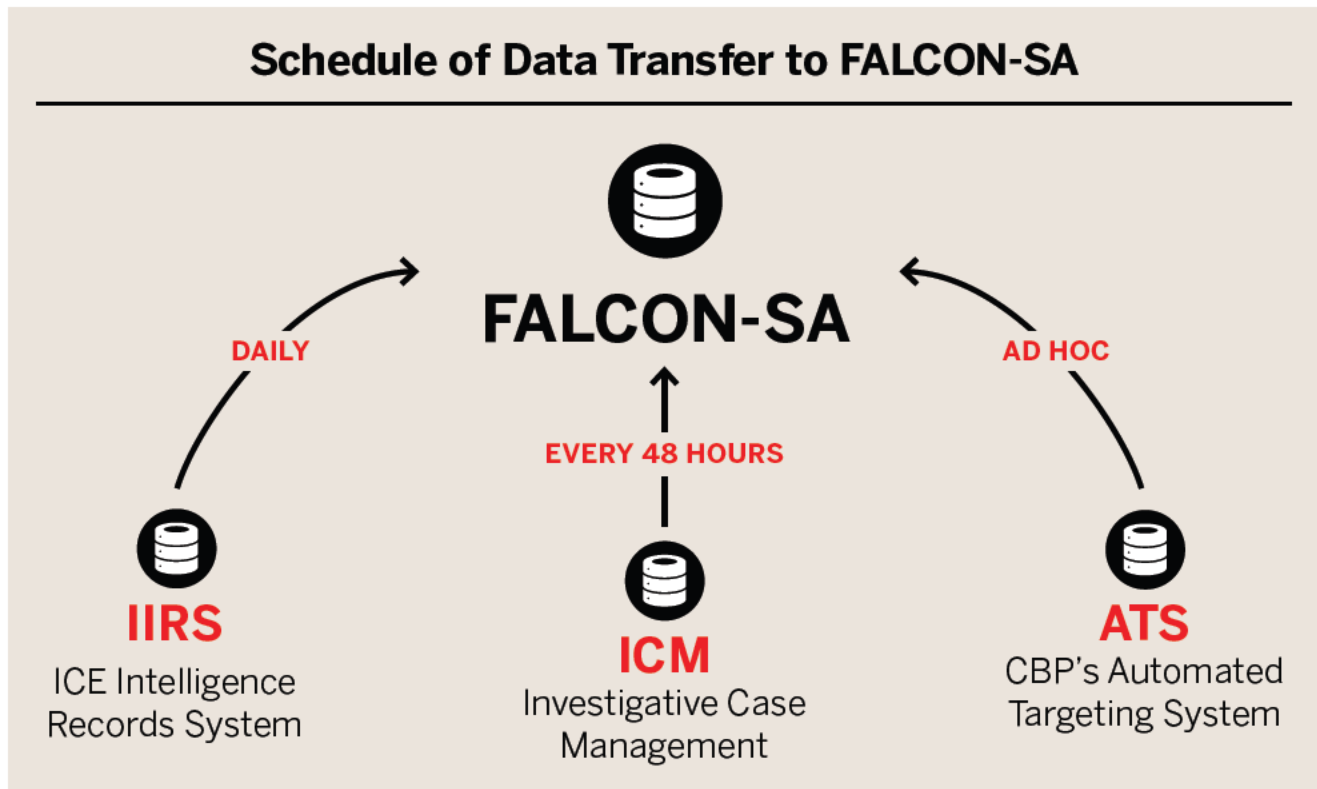 Schedule of Data Transfer to FALCON-SA
FALCON-SA
DAILY
AD HOC
EVERY 48 HOURS
IIRS
ICE Intelligence
Records System
ICM
Investigative Case
Management
ATS
CBP’s Automated
Targeting System